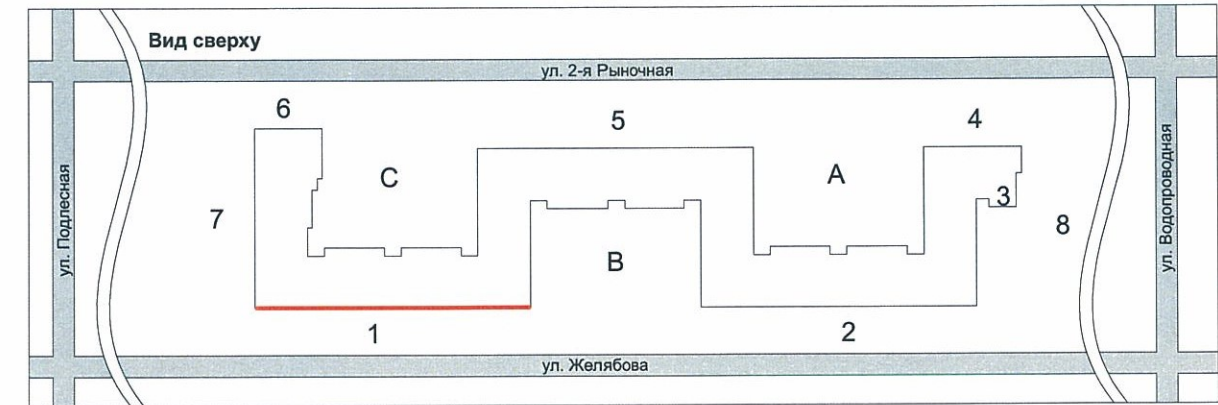 Вид сверху
ул. 2-я Рыночная
6
5
4
С
А
3
7
8
В
1
2
ул. Подлесная
ул. Водопроводная
ул. Желябова